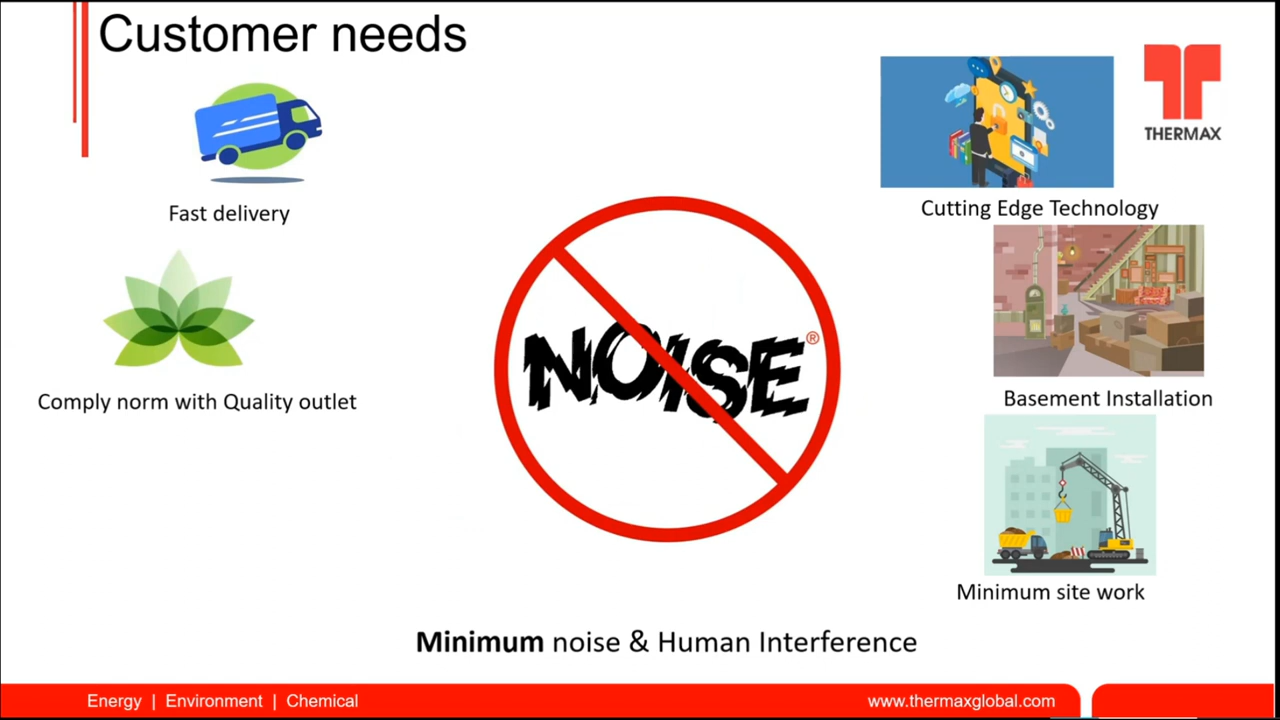 Customer needs
THERMAX
Fast delivery
Cutting Edge Technology
NOISE®
Comply norm with Quality outlet
Basement Installation
Minimum site work
Minimum noise & Human Interference
Energy | Environment | Chemical
www.thermaxglobal.com